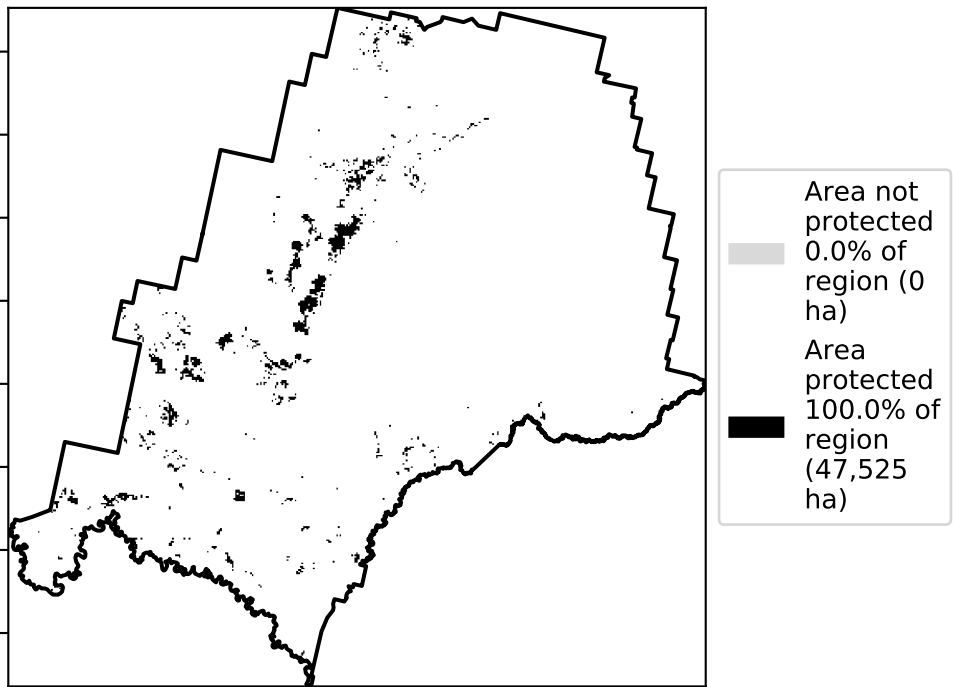 Area not
protected
0.0% of
region (0
ha)
Area
protected
100.0% of
region
(47,525
ha)